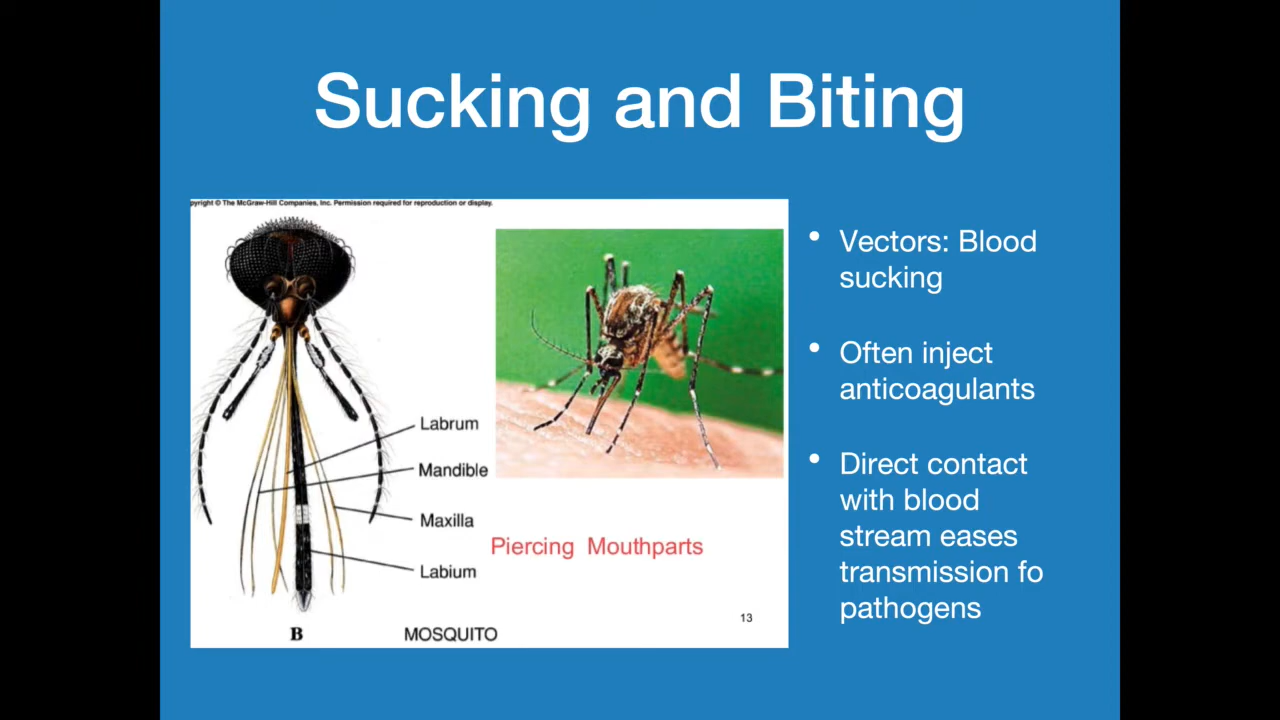 Sucking and Biting
pyright © The McGraw-Hill Companies, Inc. Permission required for reproduction or display.
Labrum
Mandible
Maxilla
Labium
Piercing Mouthparts
13
B
MOSQUITO
• Vectors: Blood
sucking
• Often inject
anticoagulants
• Direct contact
with blood
stream eases
transmission fo
pathogens